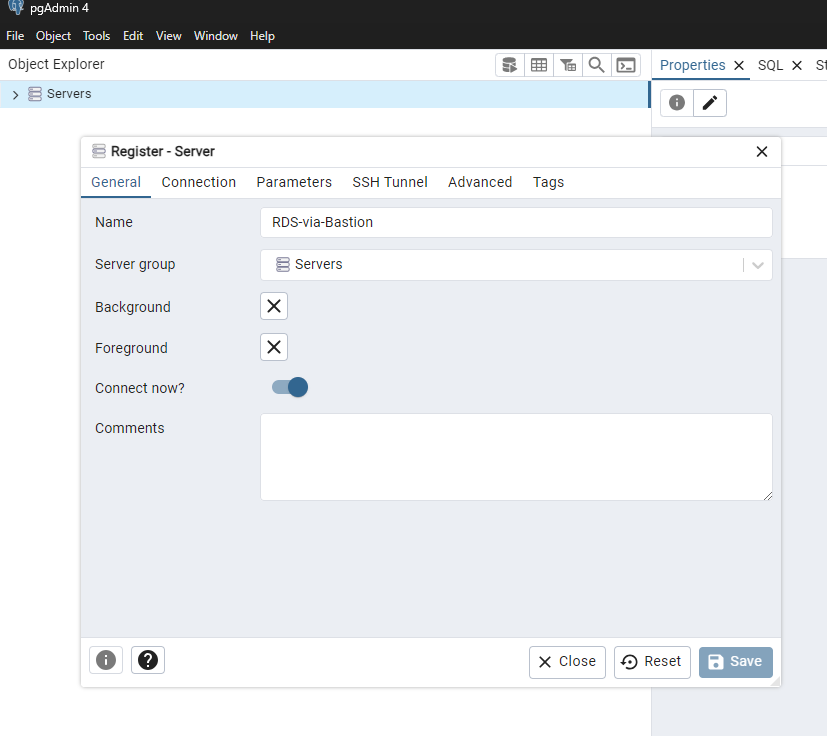 pgAdmin 4
File Object Tools Edit View Window Help
Object Explorer
Properties SQL
Servers
Register - Server
General Connection Parameters SSH Tunnel Advanced Tags
Name RDS-via-Bastion
Server group Servers
Background
Foreground
Connect now?
Comments
Close Reset Save